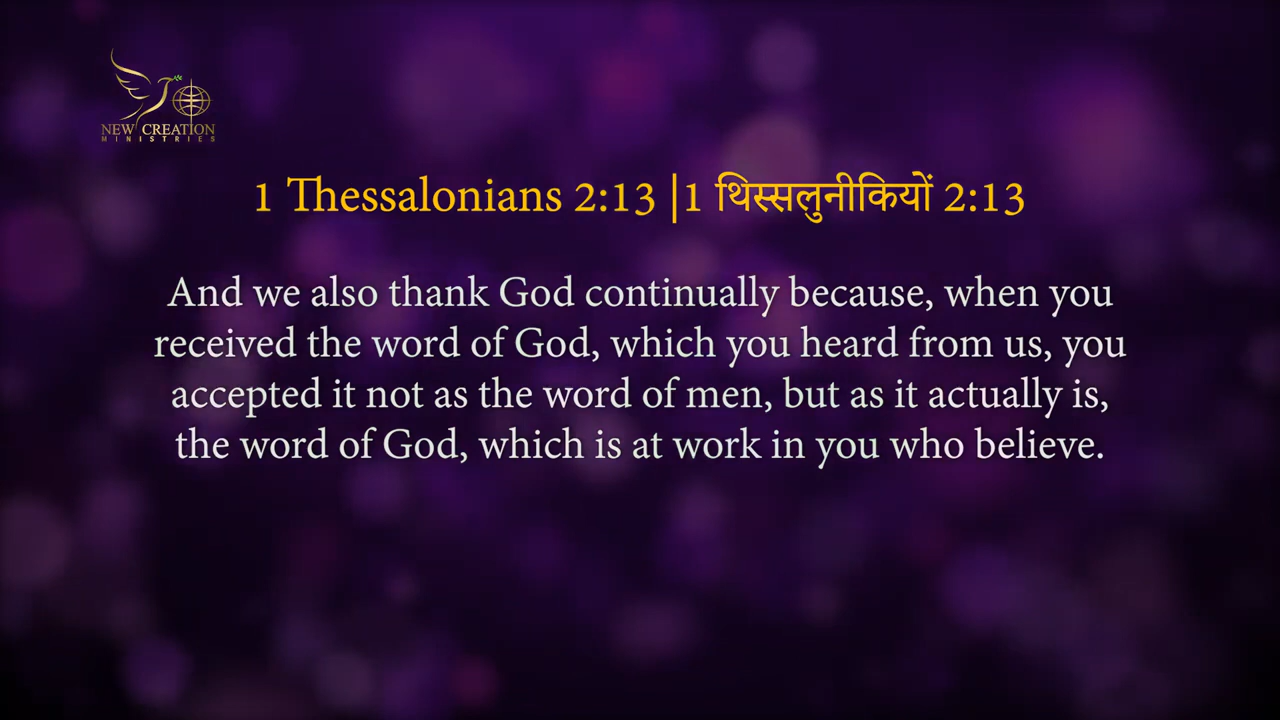 NEW CREATION
MINISTRIES
1 Thessalonians 2:13 |1 थिस्सलुनीकियों 2:13
And we also thank God continually because, when you
received the word of God, which you heard from us, you
accepted it not as the word of men, but as it actually is,
the word of God, which is at work in you who believe.